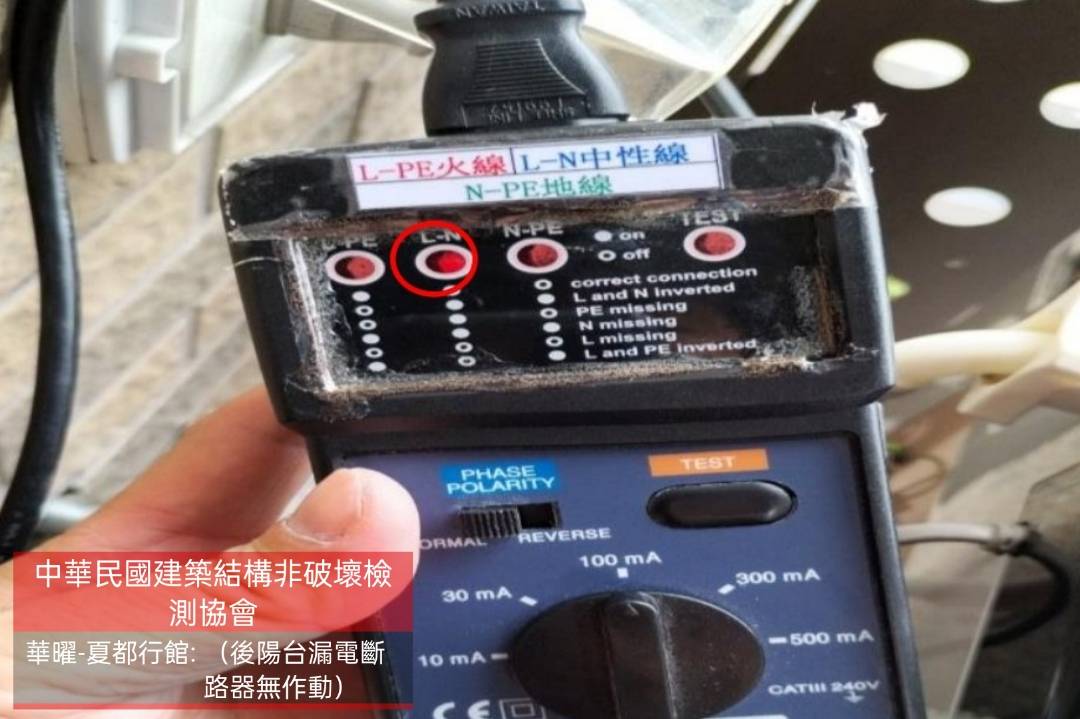 TAIWAN
L-PE火線 L-N中性線
N-PE地線
L-PE L-N N-PE on TEST
off
correct connection
L and N inverted
PE missing
N missing
L missing
L and PE inverted
PHASE
POLARITY
TEST
NORMAL REVERSE
100 mA
30 mA 300 mA
10 mA 500 mA
CATIII 240V
CE
中華民國建築結構非破壞檢
測協會
華曜-夏都行館:（後陽台漏電斷
路器無作動）